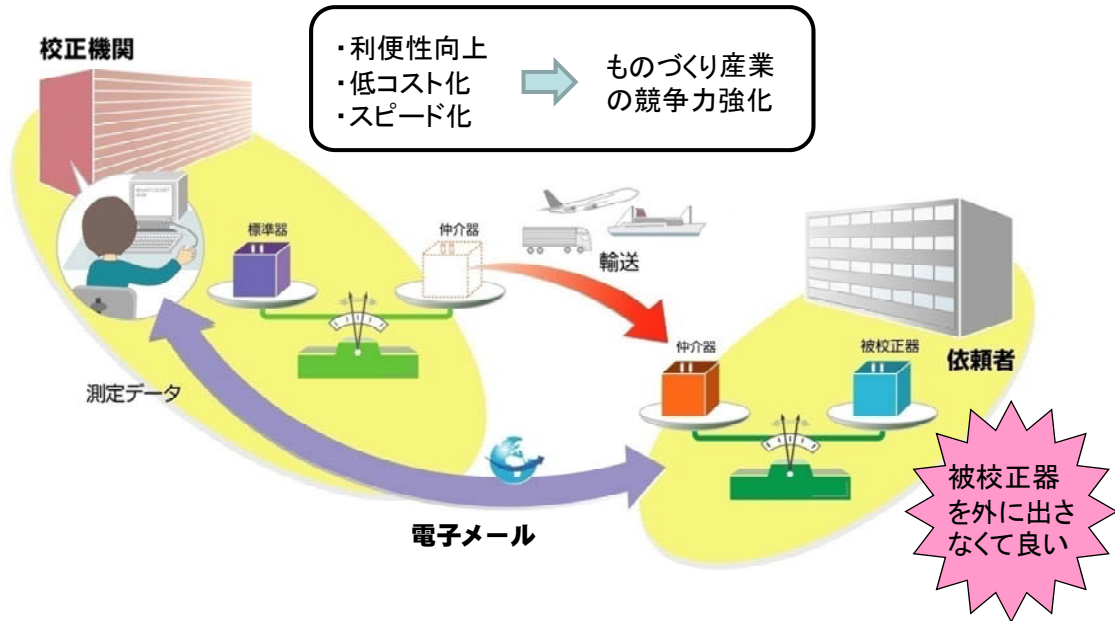 校正機関
・利便性向上
・低コスト化
・スピード化
ものづくり産業
の競争力強化
標準器
仲介器
輸送
測定データ
仲介器
被校正器
依頼者
電子メール
被校正器
を外に出さ
なくて良い